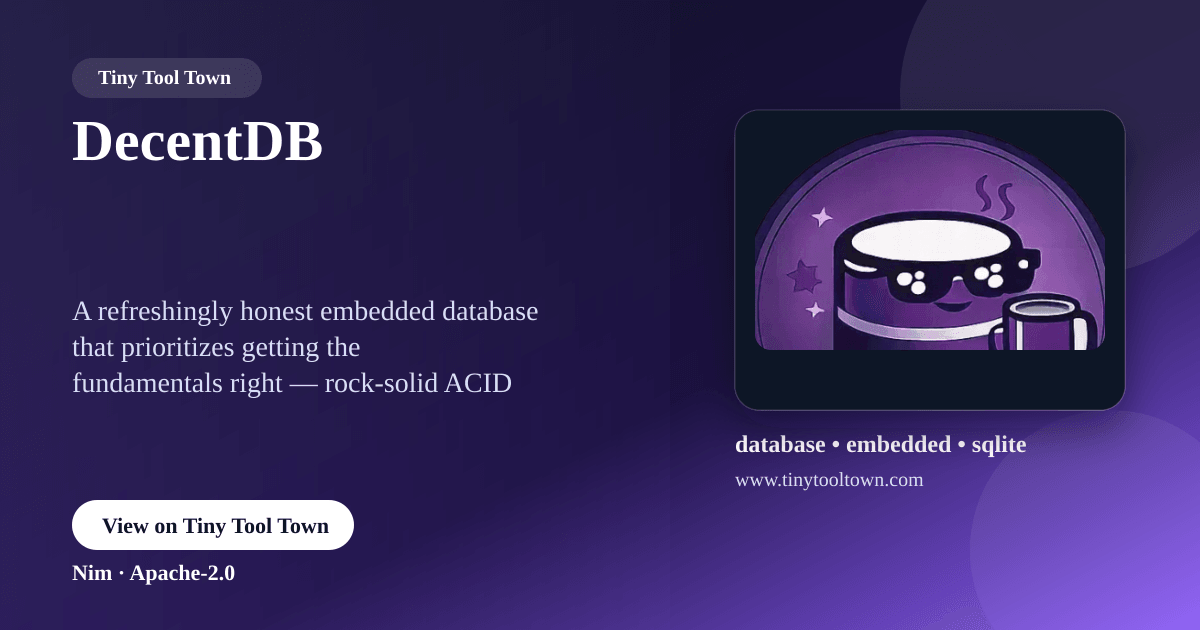 Tiny Tool Town
DecentDB
A refreshingly honest embedded database
that prioritizes getting the
fundamentals right — rock-solid ACID
View on Tiny Tool Town
Nim · Apache-2.0
database • embedded • sqlite
www.tinytooltown.com